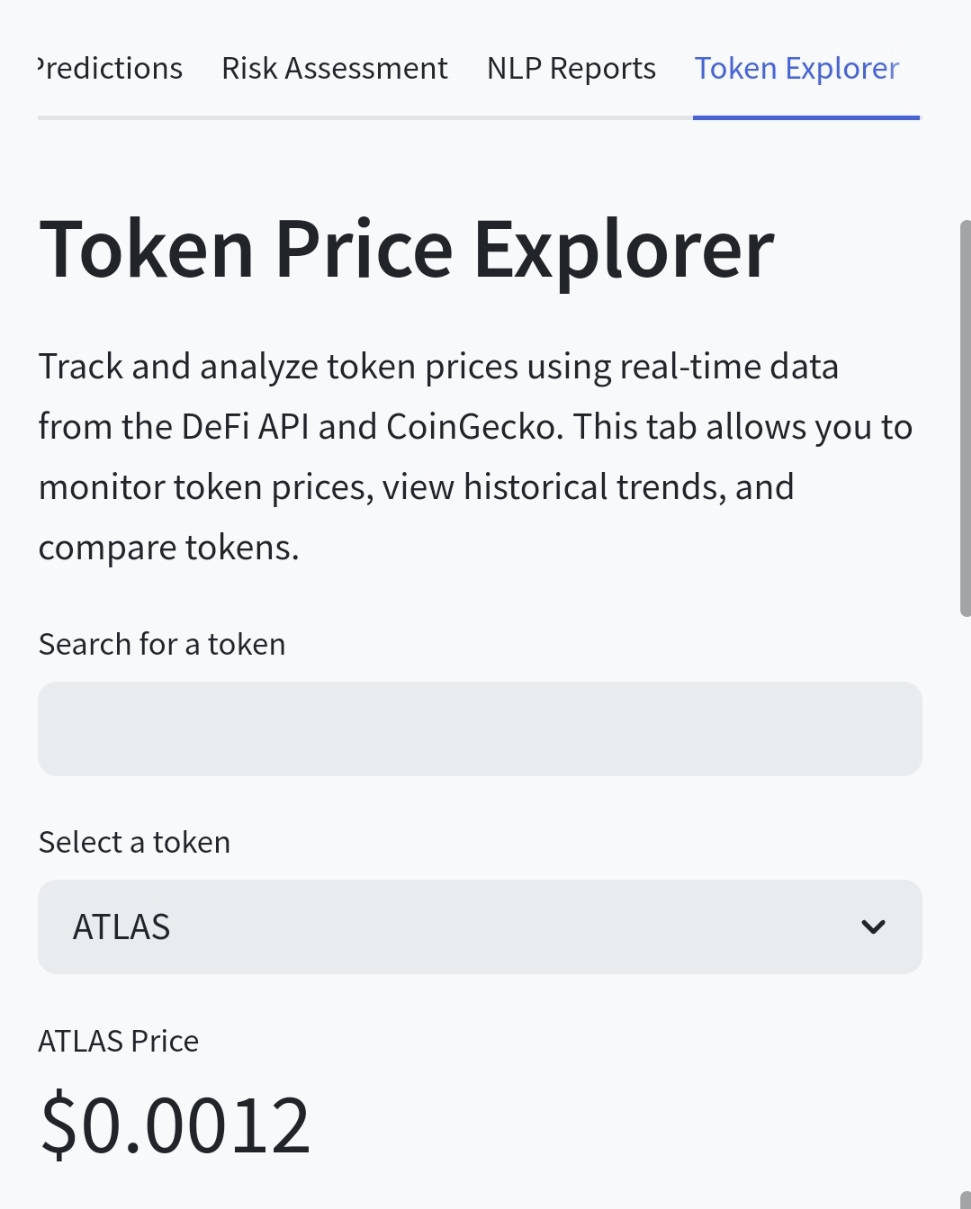 Predictions Risk Assessment NLP Reports Token Explorer
Token Price Explorer
Track and analyze token prices using real-time data
from the DeFi API and CoinGecko. This tab allows you to
monitor token prices, view historical trends, and
compare tokens.
Search for a token
Select a token
ATLAS
ATLAS Price
$0.0012